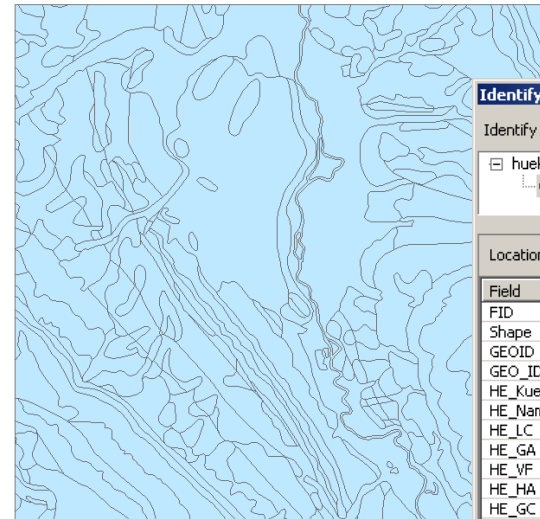 Identify
Identify
huek
Location
Field
FID
Shape
GEOID
GEO_ID
HE_Kue
HE_Nam
HE_LC
HE_GA
HE_VF
HE_HA
HE_GC